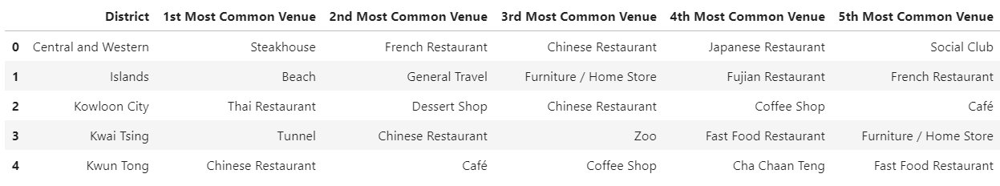 District 1st Most Common Venue 2nd Most Common Venue 3rd Most Common Venue 4th Most Common Venue 5th Most Common Venue
0 Central and Western Steakhouse French Restaurant Chinese Restaurant Japanese Restaurant Social Club
1 Islands Beach General Travel Furniture / Home Store Fujian Restaurant French Restaurant
2 Kowloon City Thai Restaurant Dessert Shop Chinese Restaurant Coffee Shop Café
3 Kwai Tsing Tunnel Chinese Restaurant Zoo Fast Food Restaurant Furniture / Home Store
4 Kwun Tong Chinese Restaurant Café Coffee Shop Cha Chaan Teng Fast Food Restaurant